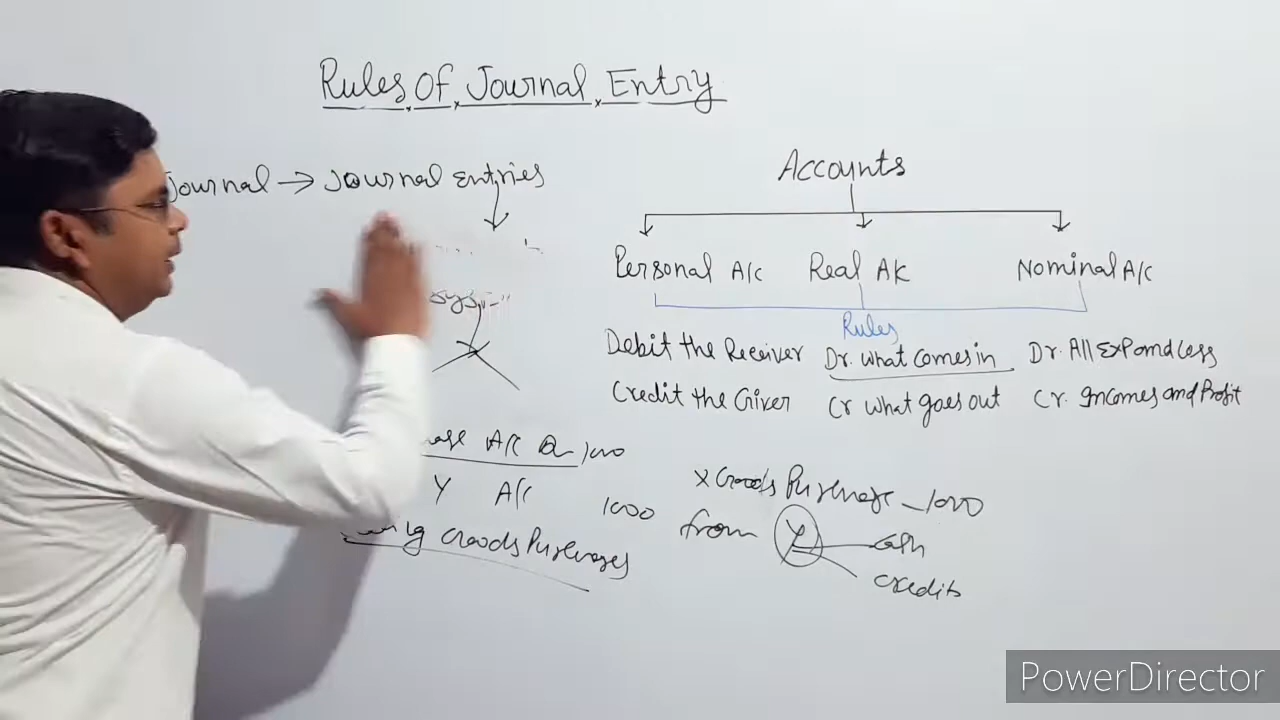 Rules Of Journal Entry
Journal → Journal Entries
Accounts
Personal A/c Real A/c Nominal A/c
Rules
Debit the Receiver Dr. What comes in Dr. All Exp and Loss
Credit the Giver Cr What goes out Cr. Incomes and Profit
A/c Dr 1000
Y A/c 1000
Goods Purchases
X Goods Purchase - 1000
from Y cash
credit
PowerDirector